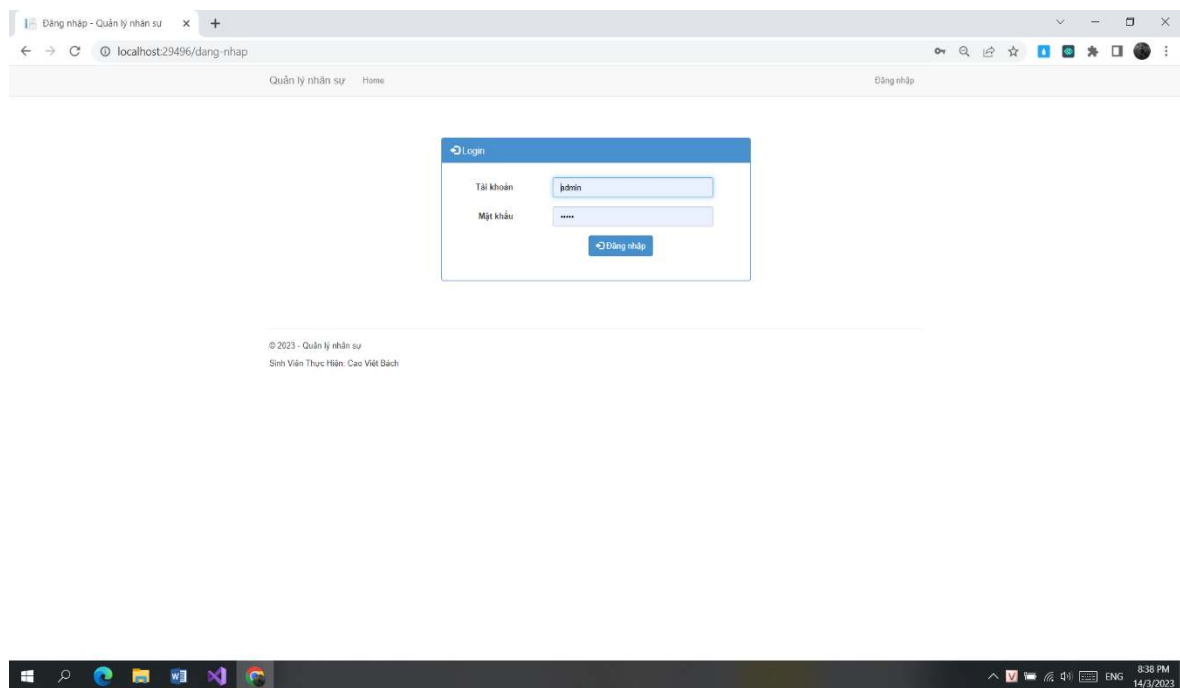 Đăng nhập - Quản lý nhân sự
localhost:29496/dang-nhap
Quản lý nhân sự Home Đăng nhập
Login
Tài khoản admin
Mật khẩu •••••
Đăng nhập
© 2023 - Quản lý nhân sự
Sinh Viên Thực Hiện: Cao Viết Bách
ENG 8:38 PM
14/3/2023